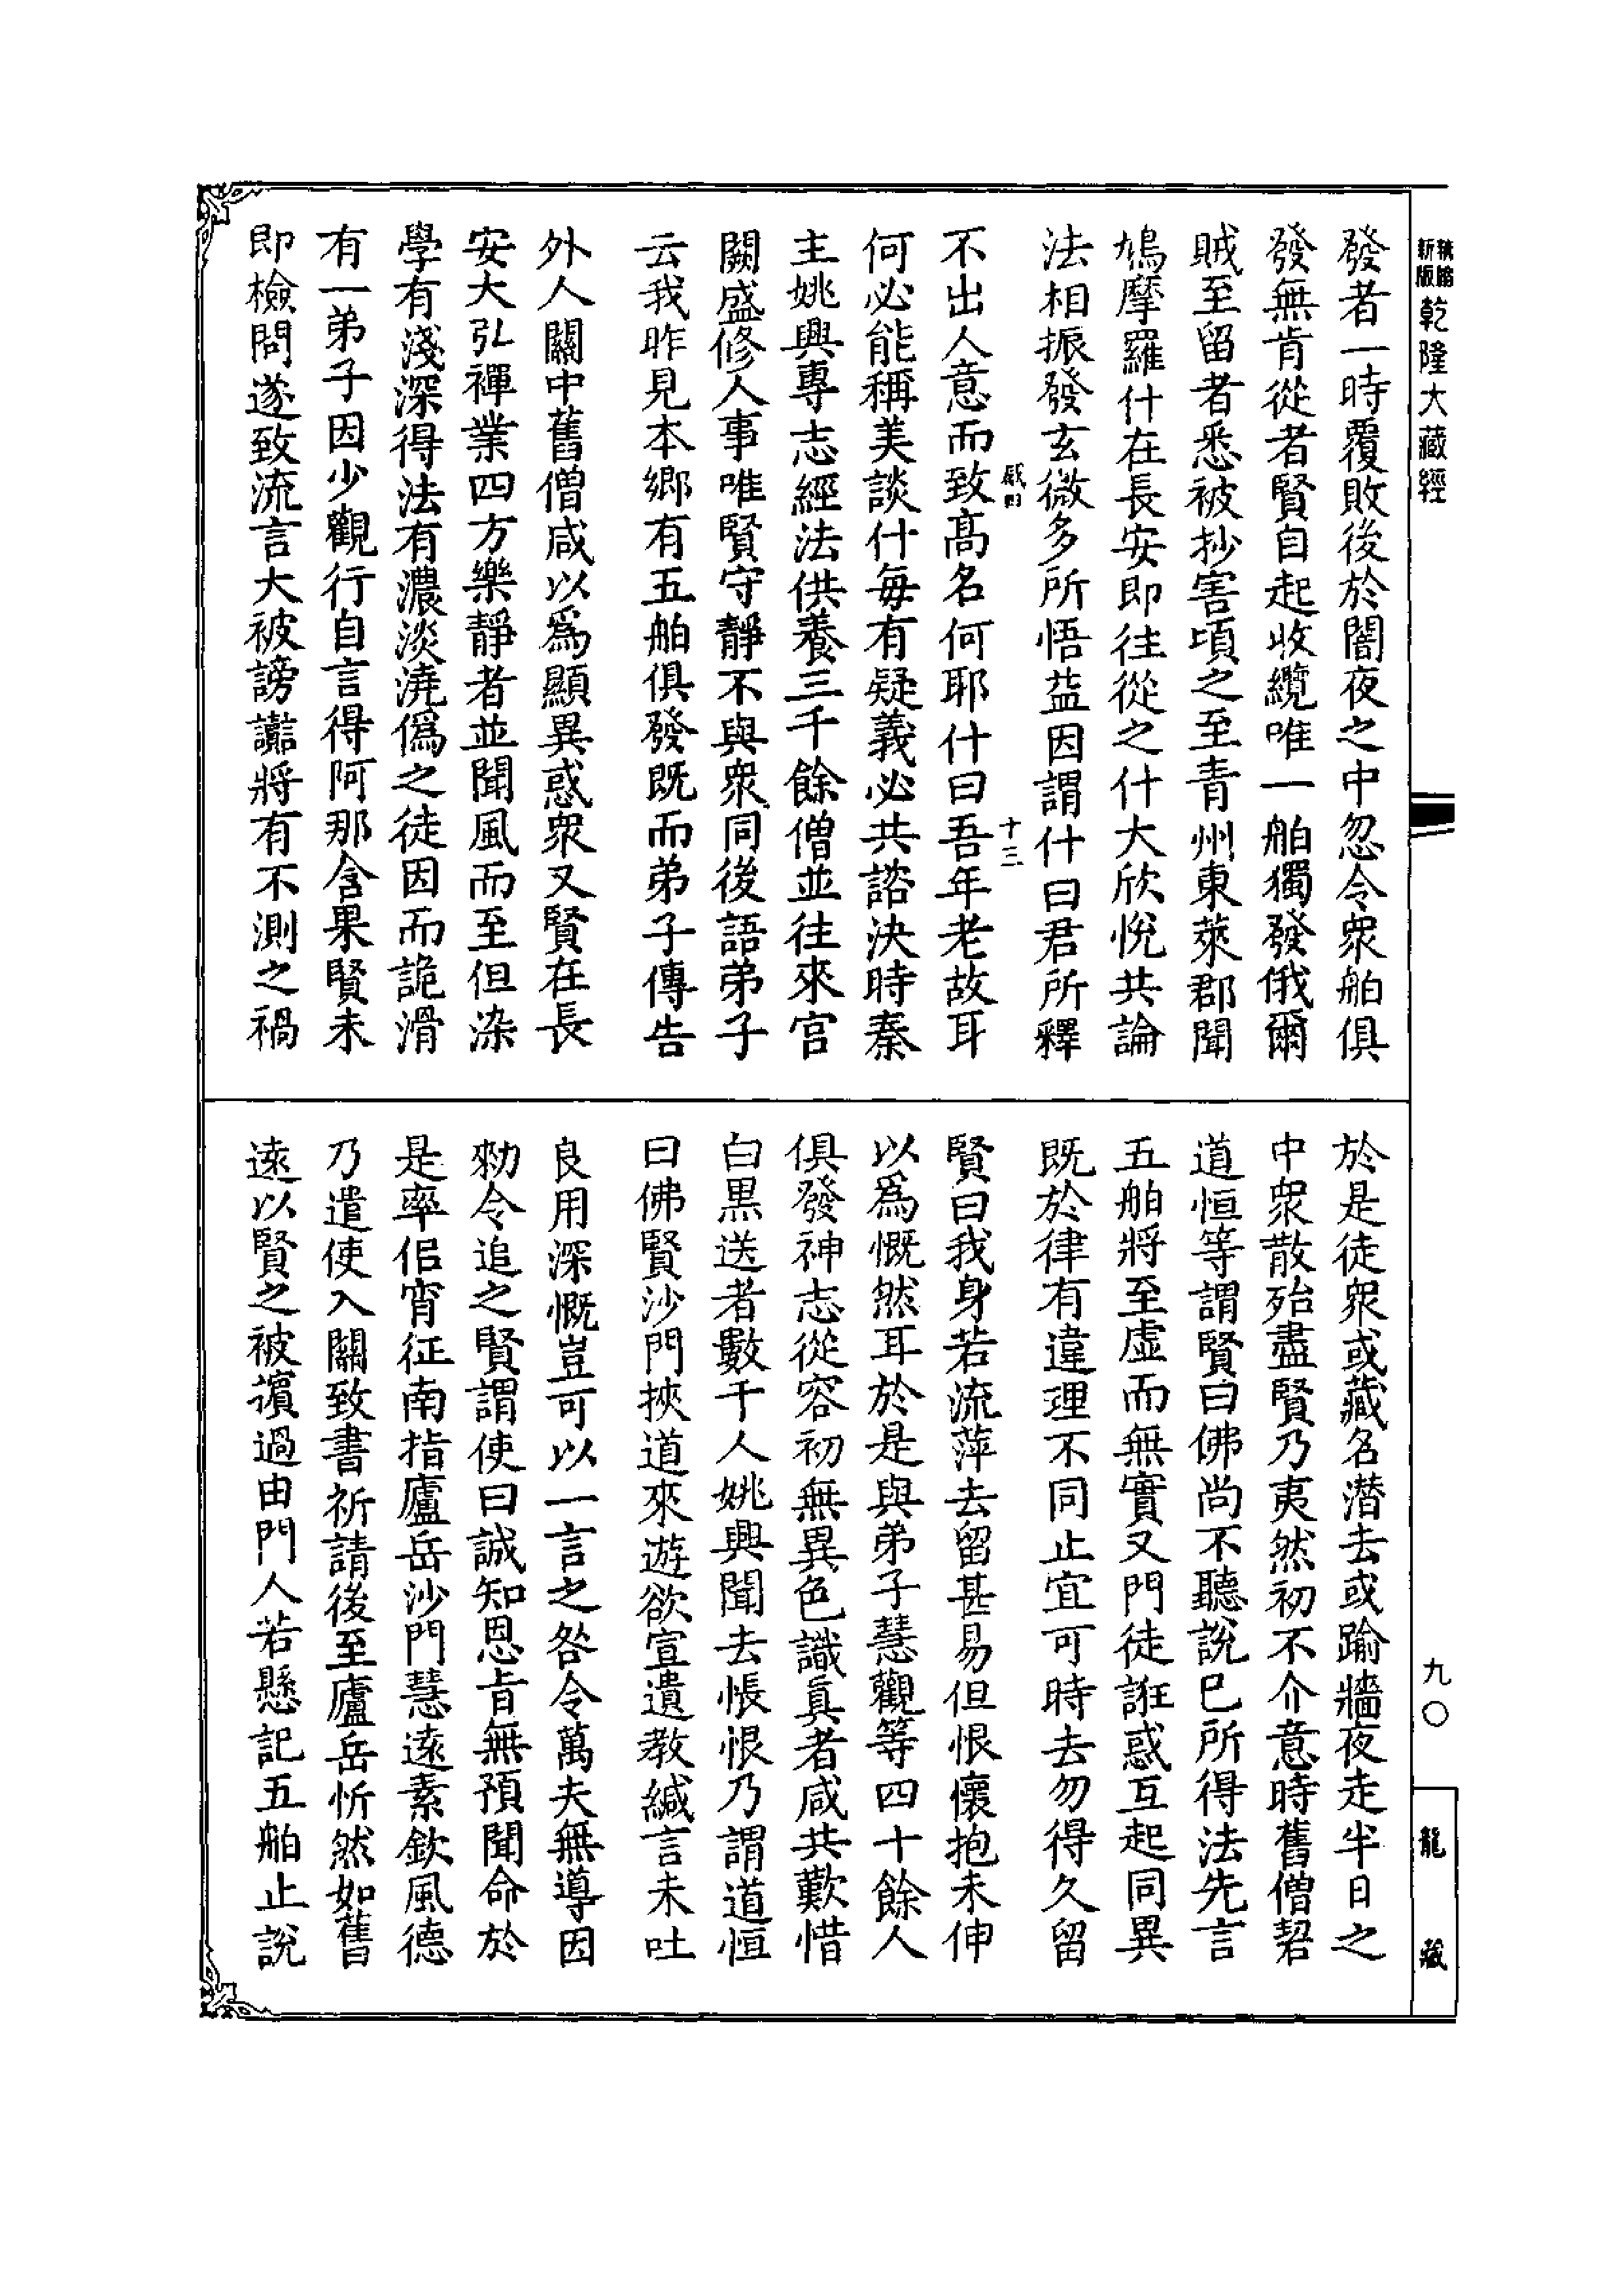 發者一時覆敗後於闇夜之中忽令衆舶俱
發無肯從者賢自起收纜唯一舶獨發俄爾
賊至留者悉被抄害頃之至青州東萊郡聞
鳩摩羅什在長安即往從之什大欣悅共論
法相振發玄微多所悟益因謂什曰君所釋
不出人意而致髙名何耶什曰吾年老故耳
何必能稱美談什每有疑義必共諮決時秦
主姚興專志經法供養三千餘僧並往來宮
闕盛修人事唯賢守靜不與衆同後語弟子
云我昨見本鄉有五舶俱發既而弟子傳告
外人關中舊僧咸以爲顯異惑衆又賢在長
安大弘禪業四方樂靜者並聞風而至但染
學有淺深得法有濃淡澆僞之徒因而詭滑
有一弟子因少觀行自言得阿那含果賢未
即檢問遂致流言大被謗讟將有不測之禍
於是徒衆或藏名潜去或踰牆夜走半日之
中衆散殆盡賢乃夷然初不介意時舊僧䂮
道恒等謂賢曰佛尚不聽說已所得法先言
五舶將至虛而無實又門徒誑惑互起同異
既於律有違理不同止宜可時去勿得久留
賢曰我身若流萍去留甚易但恨懷抱未伸
以爲慨然耳於是與弟子慧觀等四十餘人
俱發神志從容初無異色識真者咸共歎惜
白黑送者數千人姚興聞去悵恨乃謂道恒
曰佛賢沙門挾道來遊欲宣遺教緘言未吐
良用深慨豈可以一言之咎令萬夫無導因
勑令追之賢謂使曰誠知恩旨無預聞命於
是率侶宵征南指廬岳沙門慧遠素欽風德
乃遣使入關致書祈請後至廬岳忻然如舊
遠以賢之被擯過由門人若懸記五舶止說
十三
精縮
新版
乾隆大藏經
九〇
龍藏